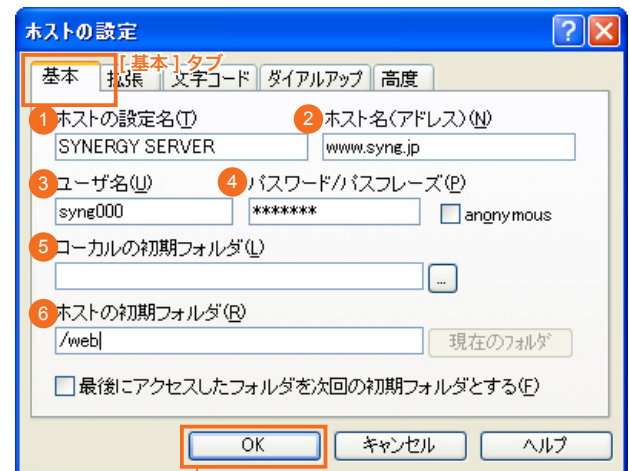 ホストの設定
[ 基本 ] タブ
基本 拡張 文字コード ダイアルアップ 高度
1 ホストの設定名(T) 2 ホスト名(アドレス)(N)
SYNERGY SERVER www.syng.jp
3 ユーザ名(U) 4 パスワード/パスフレーズ(P)
syng000 ******* anonymous
5 ローカルの初期フォルダ(L)
...
6 ホストの初期フォルダ(R)
/web 現在のフォルダ
最後にアクセスしたフォルダを次回の初期フォルダとする(F)
OK キャンセル ヘルプ